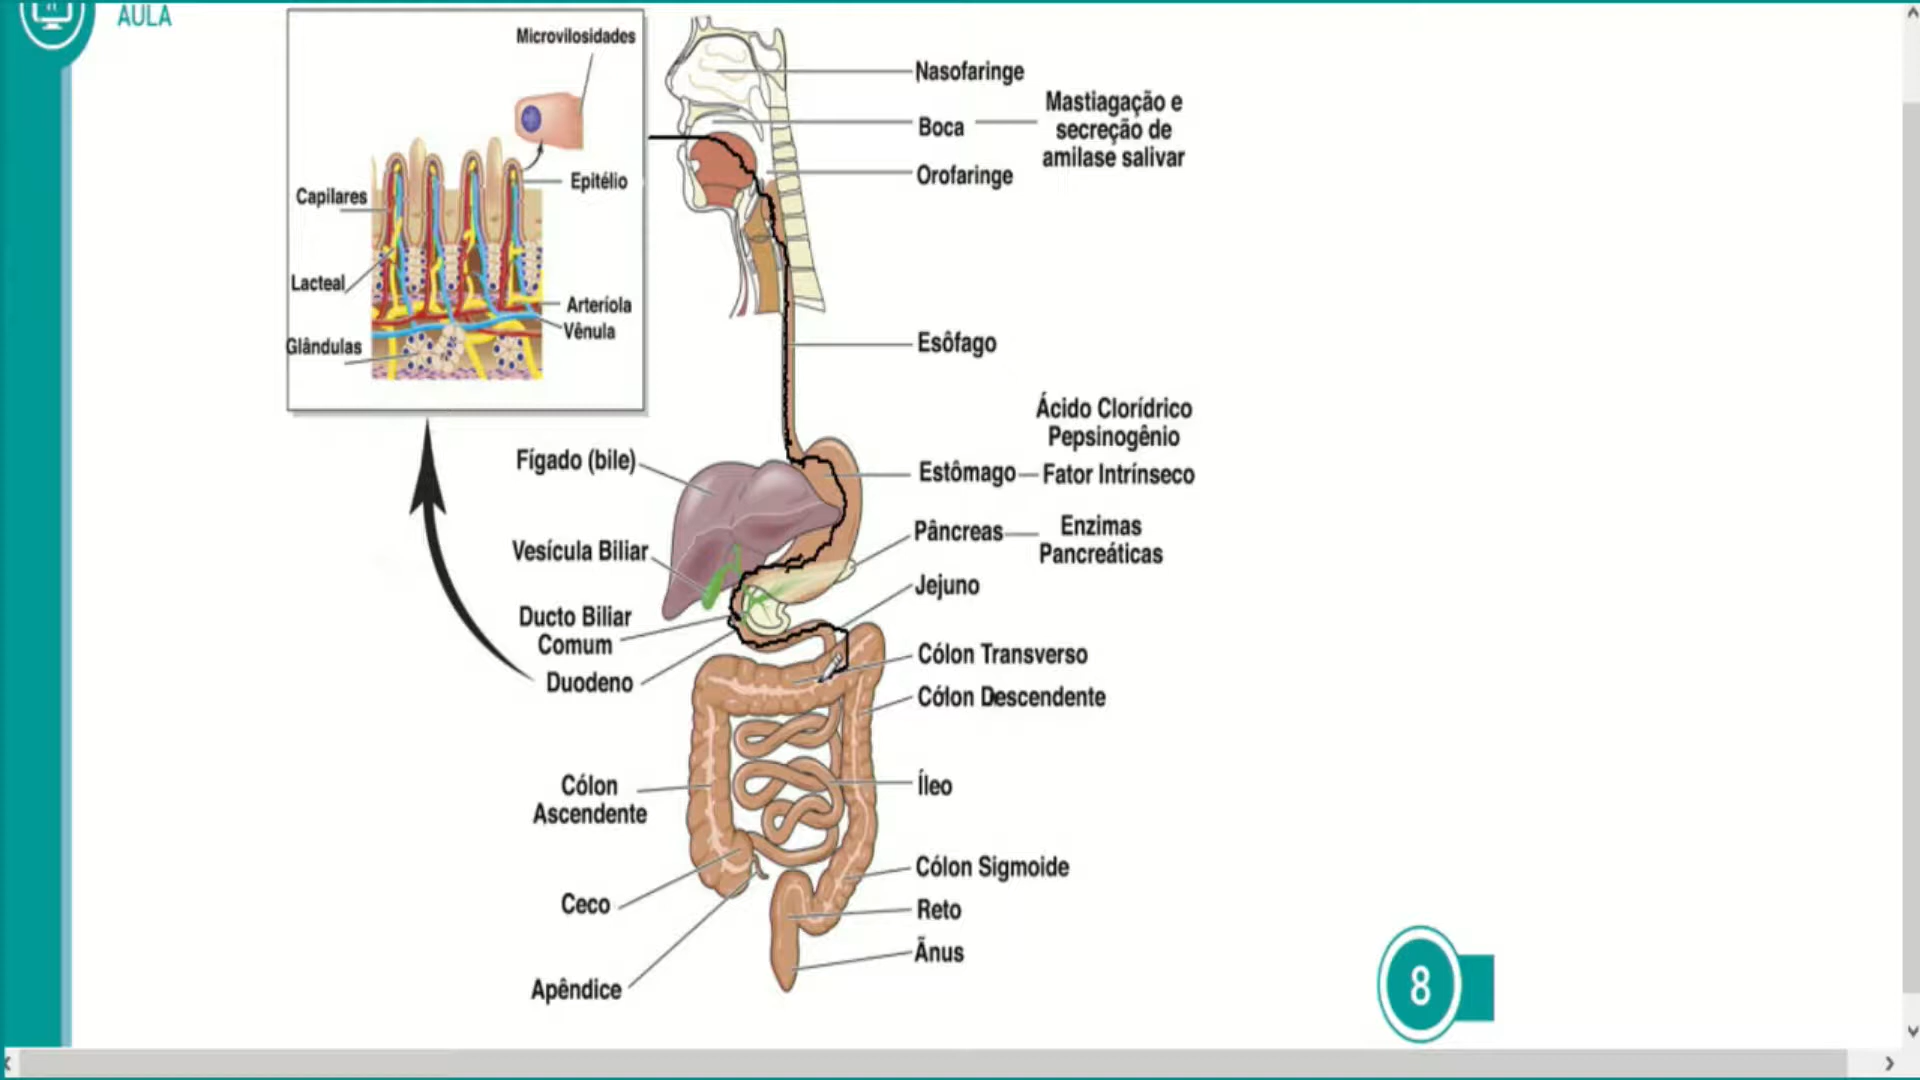 AULA
Microvilosidades
Epitélio
Capilares
Lacteal
Arteríola
Vênula
Glândulas
Nasofaringe
Boca
Mastiagação e
secreção de
amilase salivar
Orofaringe
Esôfago
Ácido Clorídrico
Pepsinogênio
Estômago
Fator Intrínseco
Fígado (bile)
Pâncreas
Enzimas
Pancreáticas
Vesícula Biliar
Jejuno
Ducto Biliar
Comum
Duodeno
Cólon Transverso
Cólon Descendente
Cólon
Ascendente
Íleo
Cólon Sigmoide
Ceco
Reto
Ãnus
Apêndice
8